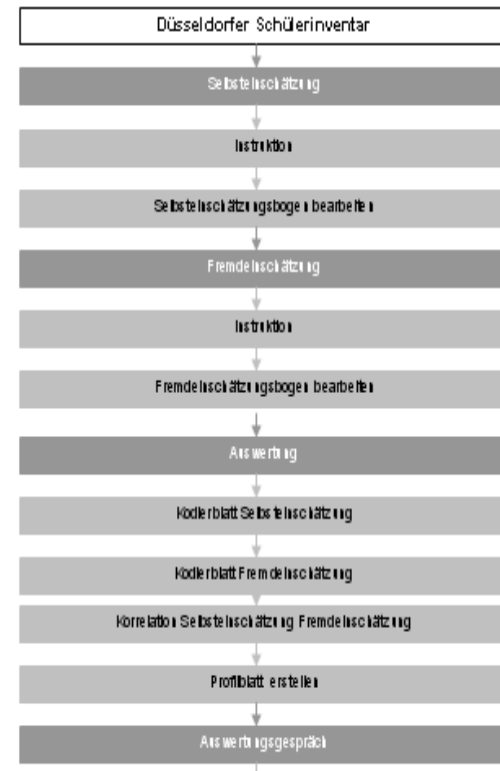 Düsseldorfer Schülerinventar
Selbsteinschätzung
Instruktion
Selbsteinschätzungsbogen bearbeiten
Fremdeinschätzung
Instruktion
Fremdeinschätzungsbogen bearbeiten
Auswertung
Kodierblatt Selbsteinschätzung
Kodierblatt Fremdeinschätzung
Korrelation Selbsteinschätzung Fremdeinschätzung
Profilblatt erstellen
Auswertungsgespräch